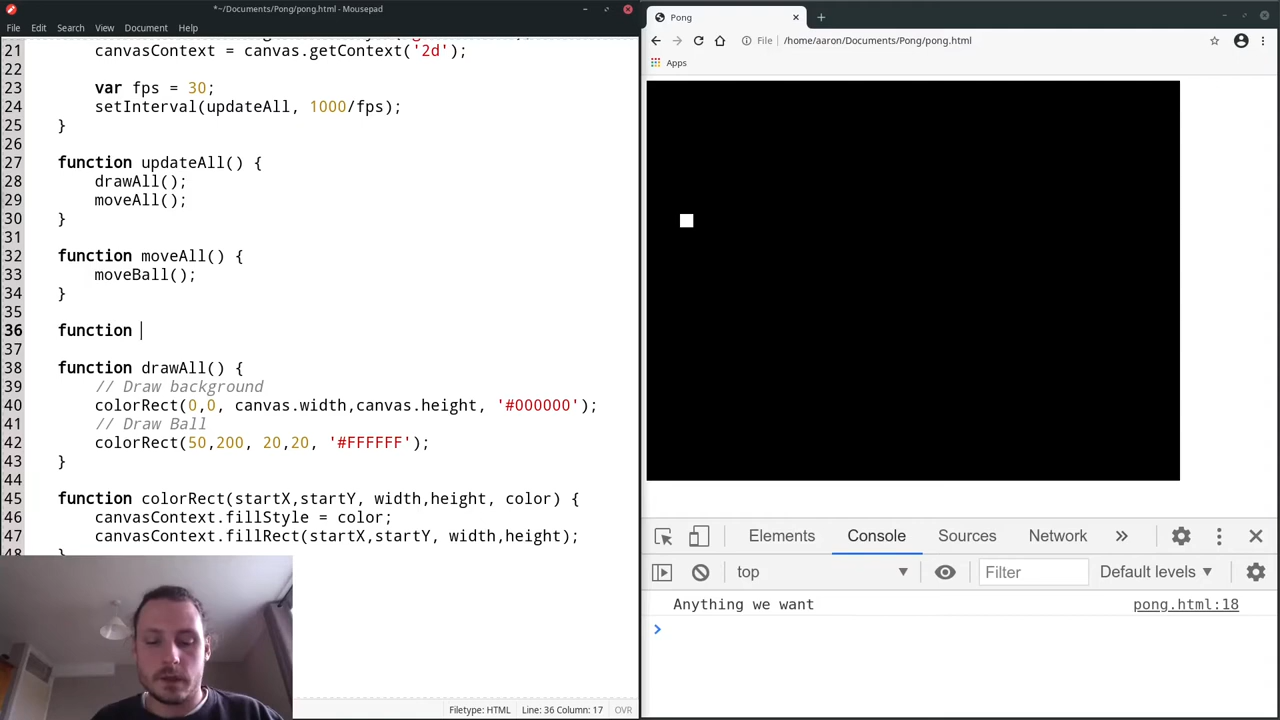 *~/Documents/Pong/pong.html - Mousepad
File Edit Search View Document Help
21
22 canvasContext = canvas.getContext('2d');
23 var fps = 30;
24 setInterval(updateAll, 1000/fps);
25 }
26
27 function updateAll() {
28 drawAll();
29 moveAll();
30 }
31
32 function moveAll() {
33 moveBall();
34 }
35
36 function
37
38 function drawAll() {
39 // Draw background
40 colorRect(0,0, canvas.width,canvas.height, '#000000');
41 // Draw Ball
42 colorRect(50,200, 20,20, '#FFFFFF');
43 }
44
45 function colorRect(startX,startY, width,height, color) {
46 canvasContext.fillStyle = color;
47 canvasContext.fillRect(startX,startY, width,height);
48 }
Filetype: HTML Line: 36 Column: 17 OVR
Pong
File /home/aaron/Documents/Pong/pong.html
Apps
Elements Console Sources Network
top Filter Default levels
Anything we want pong.html:18